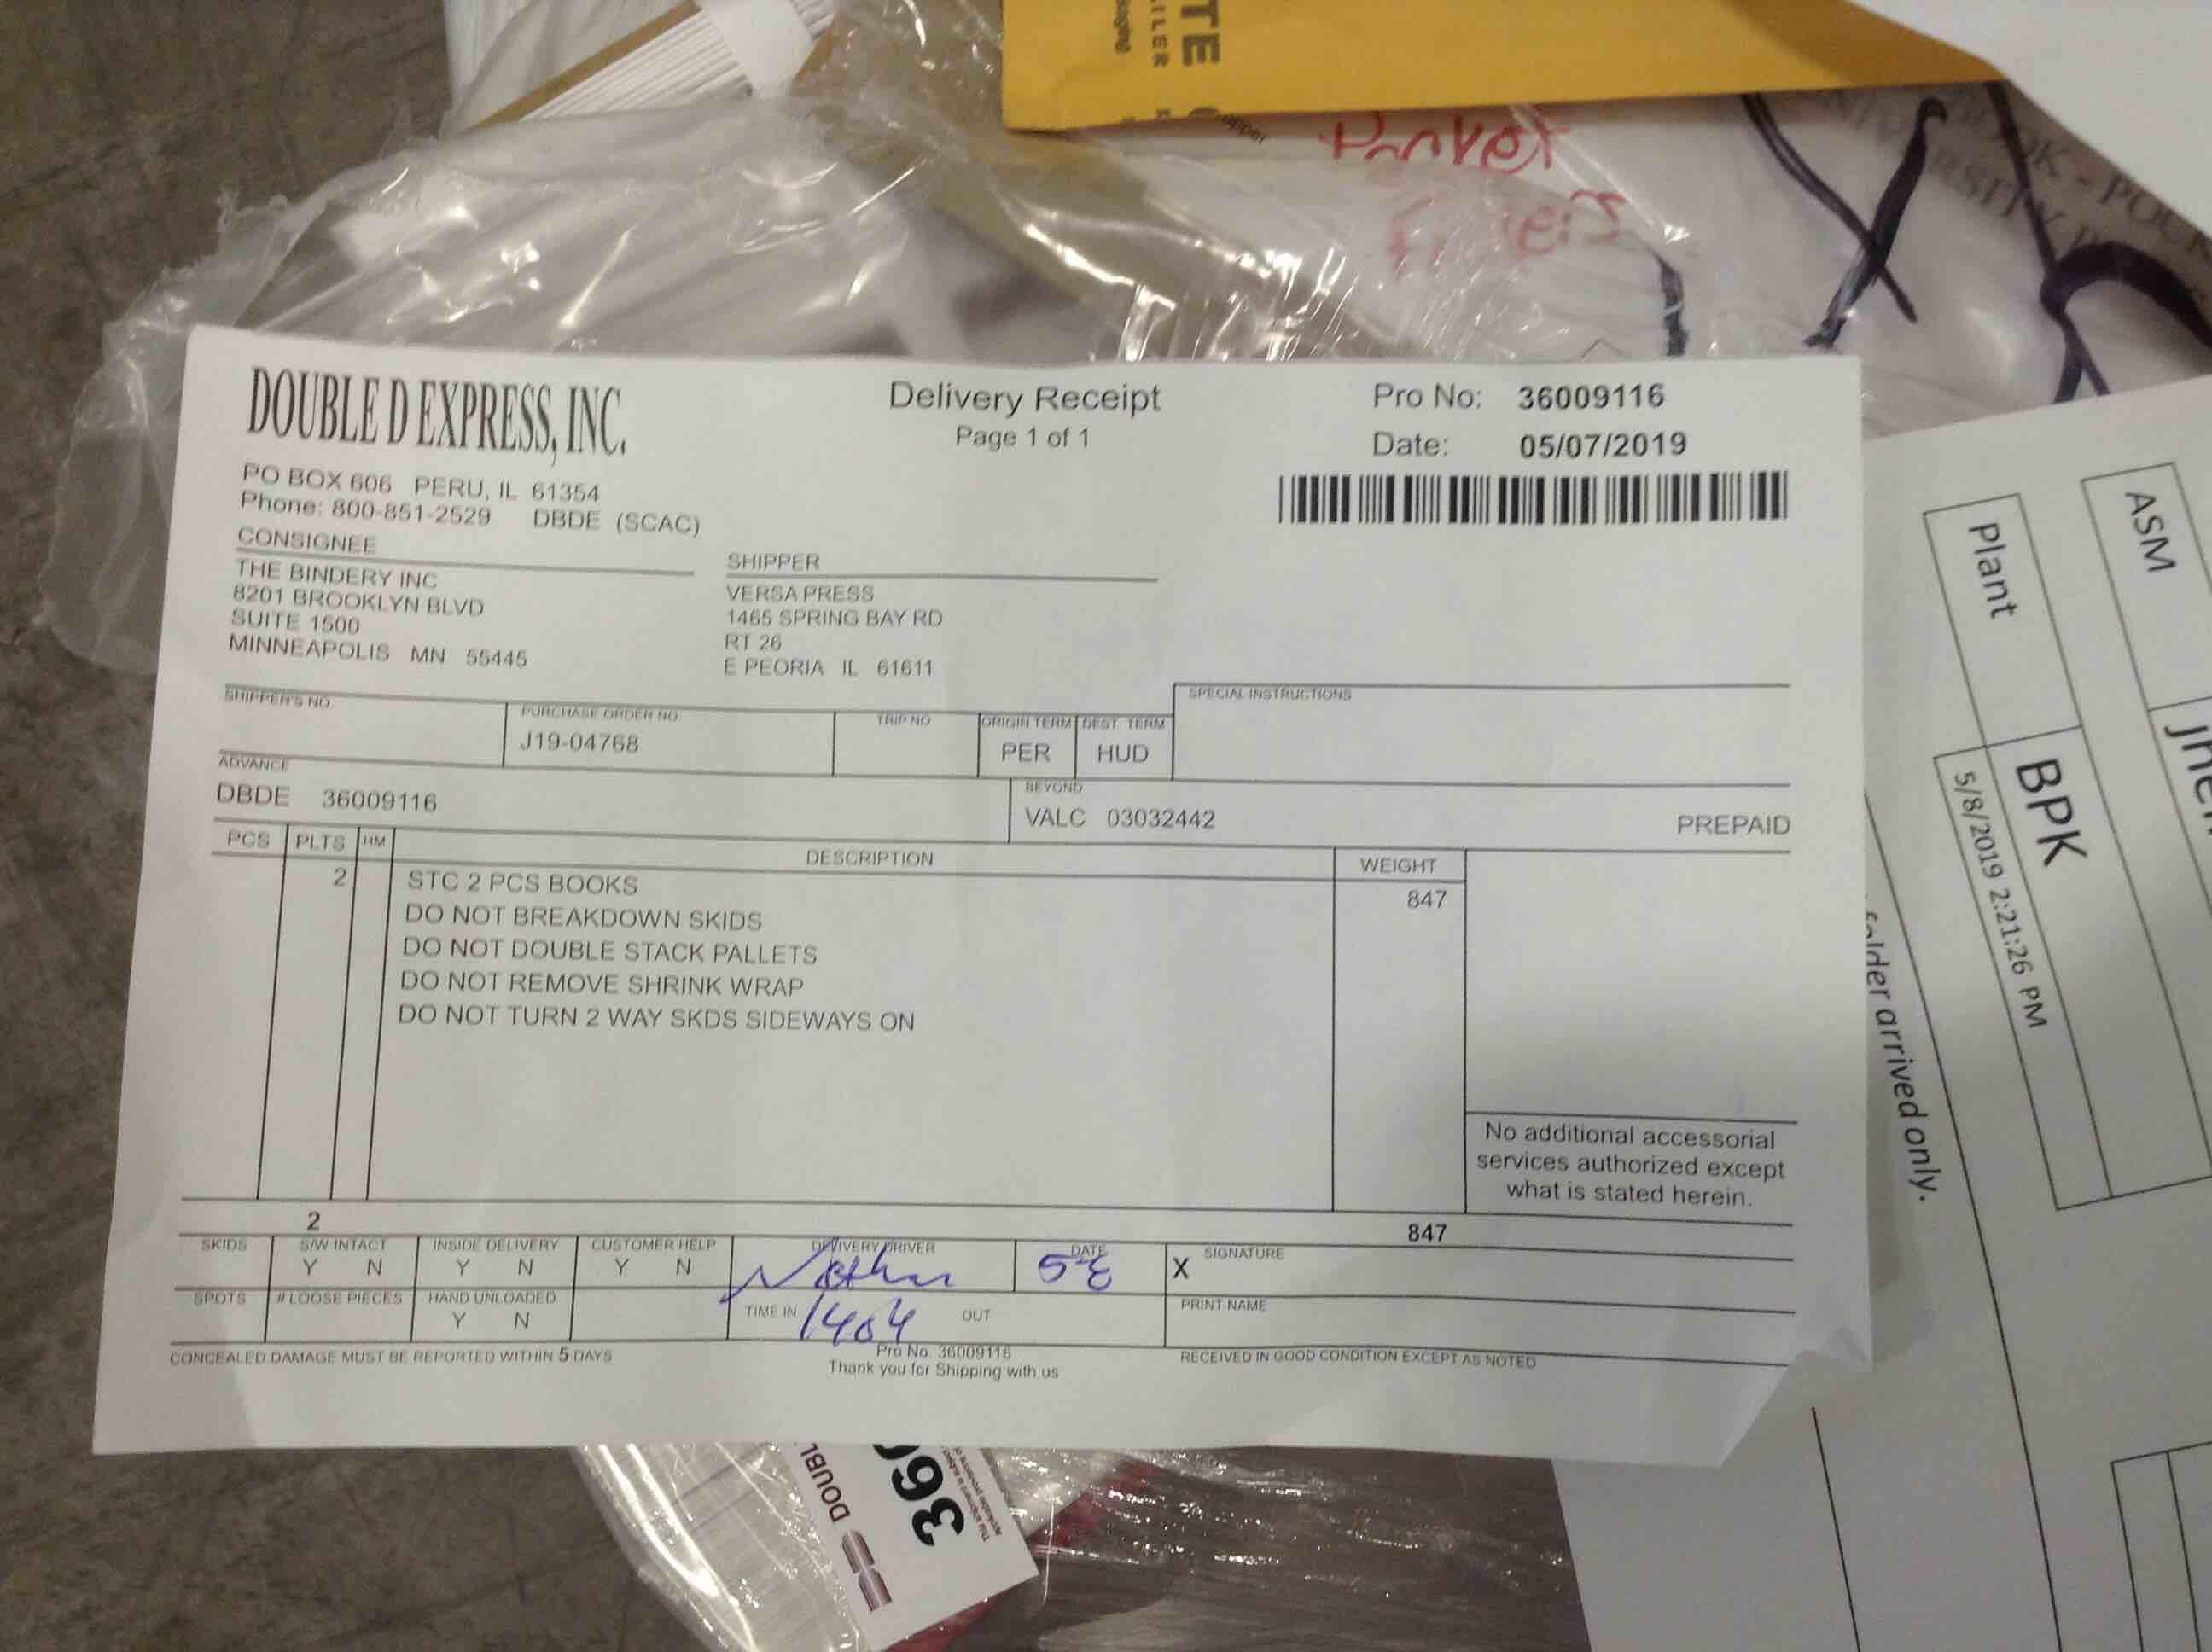 DOUBLE D EXPRESS, INC.
PO BOX 606 PERU, IL 61354
Phone: 800-851-2529 DBDE (SCAC)
Delivery Receipt
Page 1 of 1
Pro No: 36009116
Date: 05/07/2019
CONSIGNEE
THE BINDERY INC
8201 BROOKLYN BLVD
SUITE 1500
MINNEAPOLIS MN 55445
SHIPPER
VERSA PRESS
1465 SPRING BAY RD
RT 26
E PEORIA IL 61611
SHIPPER'S NO.
PURCHASE ORDER NO.
J19-04768
TRIP NO
ORIGIN TERM
PER
DEST. TERM
HUD
SPECIAL INSTRUCTIONS
ADVANCE
DBDE 36009116
BEYOND
VALC 03032442
PREPAID
PCS PLTS HM DESCRIPTION WEIGHT
2 STC 2 PCS BOOKS 847
DO NOT BREAKDOWN SKIDS
DO NOT DOUBLE STACK PALLETS
DO NOT REMOVE SHRINK WRAP
DO NOT TURN 2 WAY SKDS SIDEWAYS ON
No additional accessorial
services authorized except
what is stated herein.
2 847
SKIDS
S/W INTACT
Y N
INSIDE DELIVERY
Y N
CUSTOMER HELP
Y N
DELIVERY DRIVER
Nathan
DATE
5-8
X SIGNATURE
SPOTS
# LOOSE PIECES
HAND UNLOADED
Y N
TIME IN 1404 OUT
PRINT NAME
CONCEALED DAMAGE MUST BE REPORTED WITHIN 5 DAYS
Pro No. 36009116
Thank you for Shipping with us
RECEIVED IN GOOD CONDITION EXCEPT AS NOTED
ASM
Plant
BPK
5/8/2019 2:21:26 PM
arrived only.